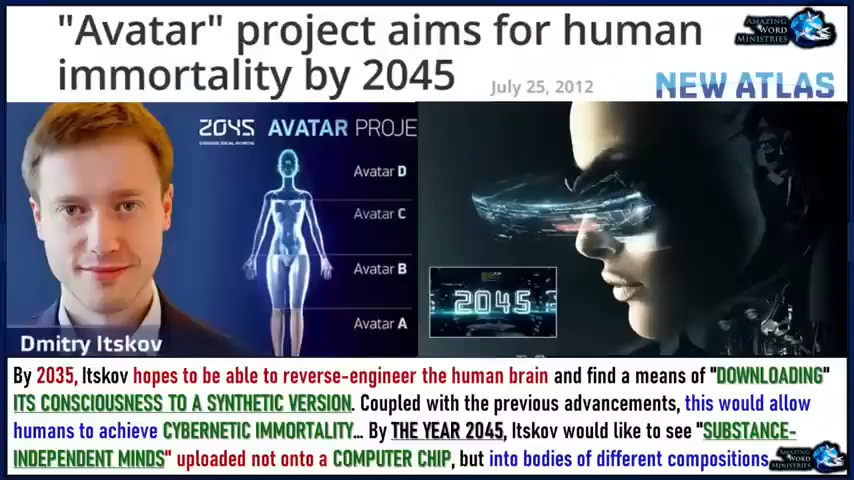 "Avatar" project aims for human
immortality by 2045
July 25, 2012
NEW ATLAS
AMAZING
WORD
MINISTRIES
2045 AVATAR PROJE
Avatar D
Avatar C
Avatar B
Avatar A
2045
Dmitry Itskov
By 2035, Itskov hopes to be able to reverse-engineer the human brain and find a means of "DOWNLOADING"
ITS CONSCIOUSNESS TO A SYNTHETIC VERSION. Coupled with the previous advancements, this would allow
humans to achieve CYBERNETIC IMMORTALITY... By THE YEAR 2045, Itskov would like to see "SUBSTANCE-
INDEPENDENT MINDS" uploaded not onto a COMPUTER CHIP, but into bodies of different compositions.
AMAZING
WORD
MINISTRIES